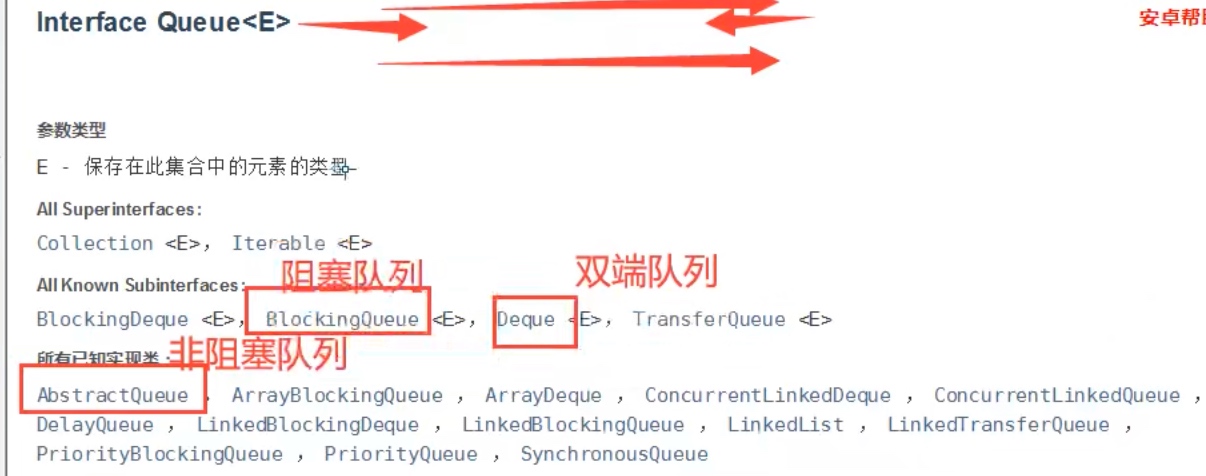 Interface Queue<E>
安卓帮
参数类型
E - 保存在此集合中的元素的类型
All Superinterfaces:
Collection <E>, Iterable <E>
阻塞队列
双端队列
All Known Subinterfaces:
BlockingDeque <E>, BlockingQueue <E>, Deque <E>, TransferQueue <E>
所有已知实现类:
非阻塞队列
AbstractQueue , ArrayBlockingQueue , ArrayDeque , ConcurrentLinkedDeque , ConcurrentLinkedQueue ,
DelayQueue , LinkedBlockingDeque , LinkedBlockingQueue , LinkedList , LinkedTransferQueue ,
PriorityBlockingQueue , PriorityQueue , SynchronousQueue